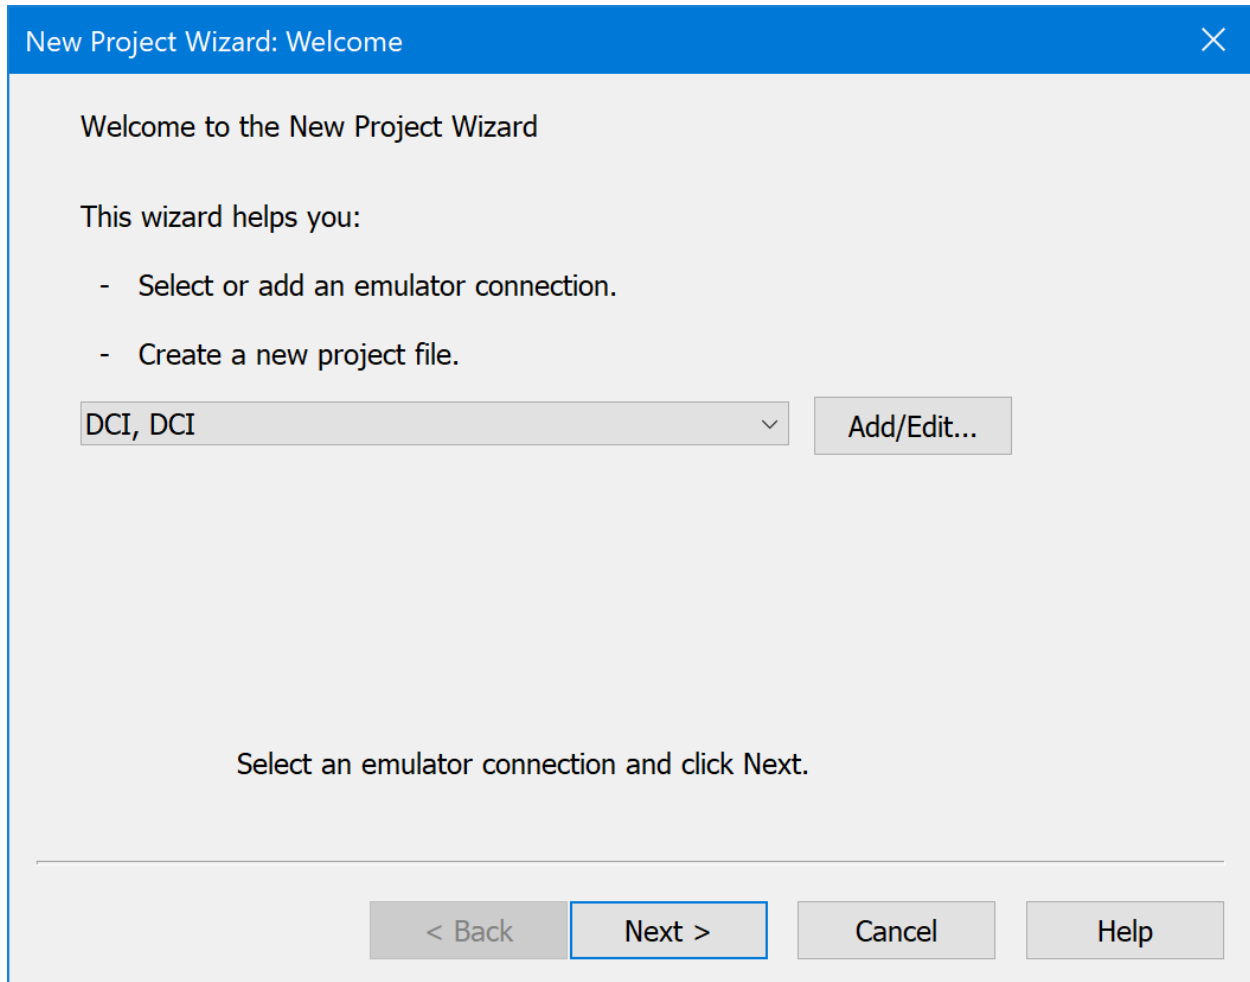 New Project Wizard: Welcome
Welcome to the New Project Wizard
This wizard helps you:
- Select or add an emulator connection.
- Create a new project file.
DCI, DCI
Add/Edit...
Select an emulator connection and click Next.
< Back
Next >
Cancel
Help